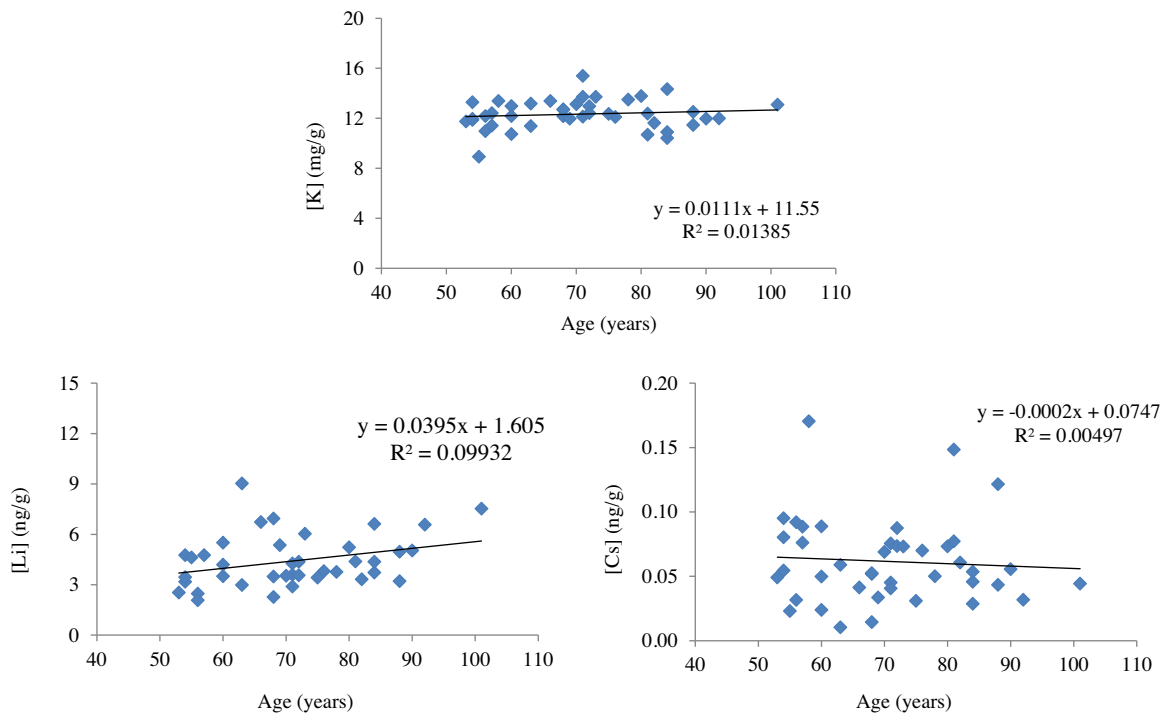 20
16
12
8
4
0
[K] (mg/g)
y = 0.0111x + 11.55
R² = 0.01385
40 50 60 70 80 90 100 110
Age (years)
15
12
9
6
3
0
[Li] (ng/g)
y = 0.0395x + 1.605
R² = 0.09932
40 50 60 70 80 90 100 110
Age (years)
0.20
0.15
0.10
0.05
0.00
[Cs] (ng/g)
y = -0.0002x + 0.0747
R² = 0.00497
40 50 60 70 80 90 100 110
Age (years)